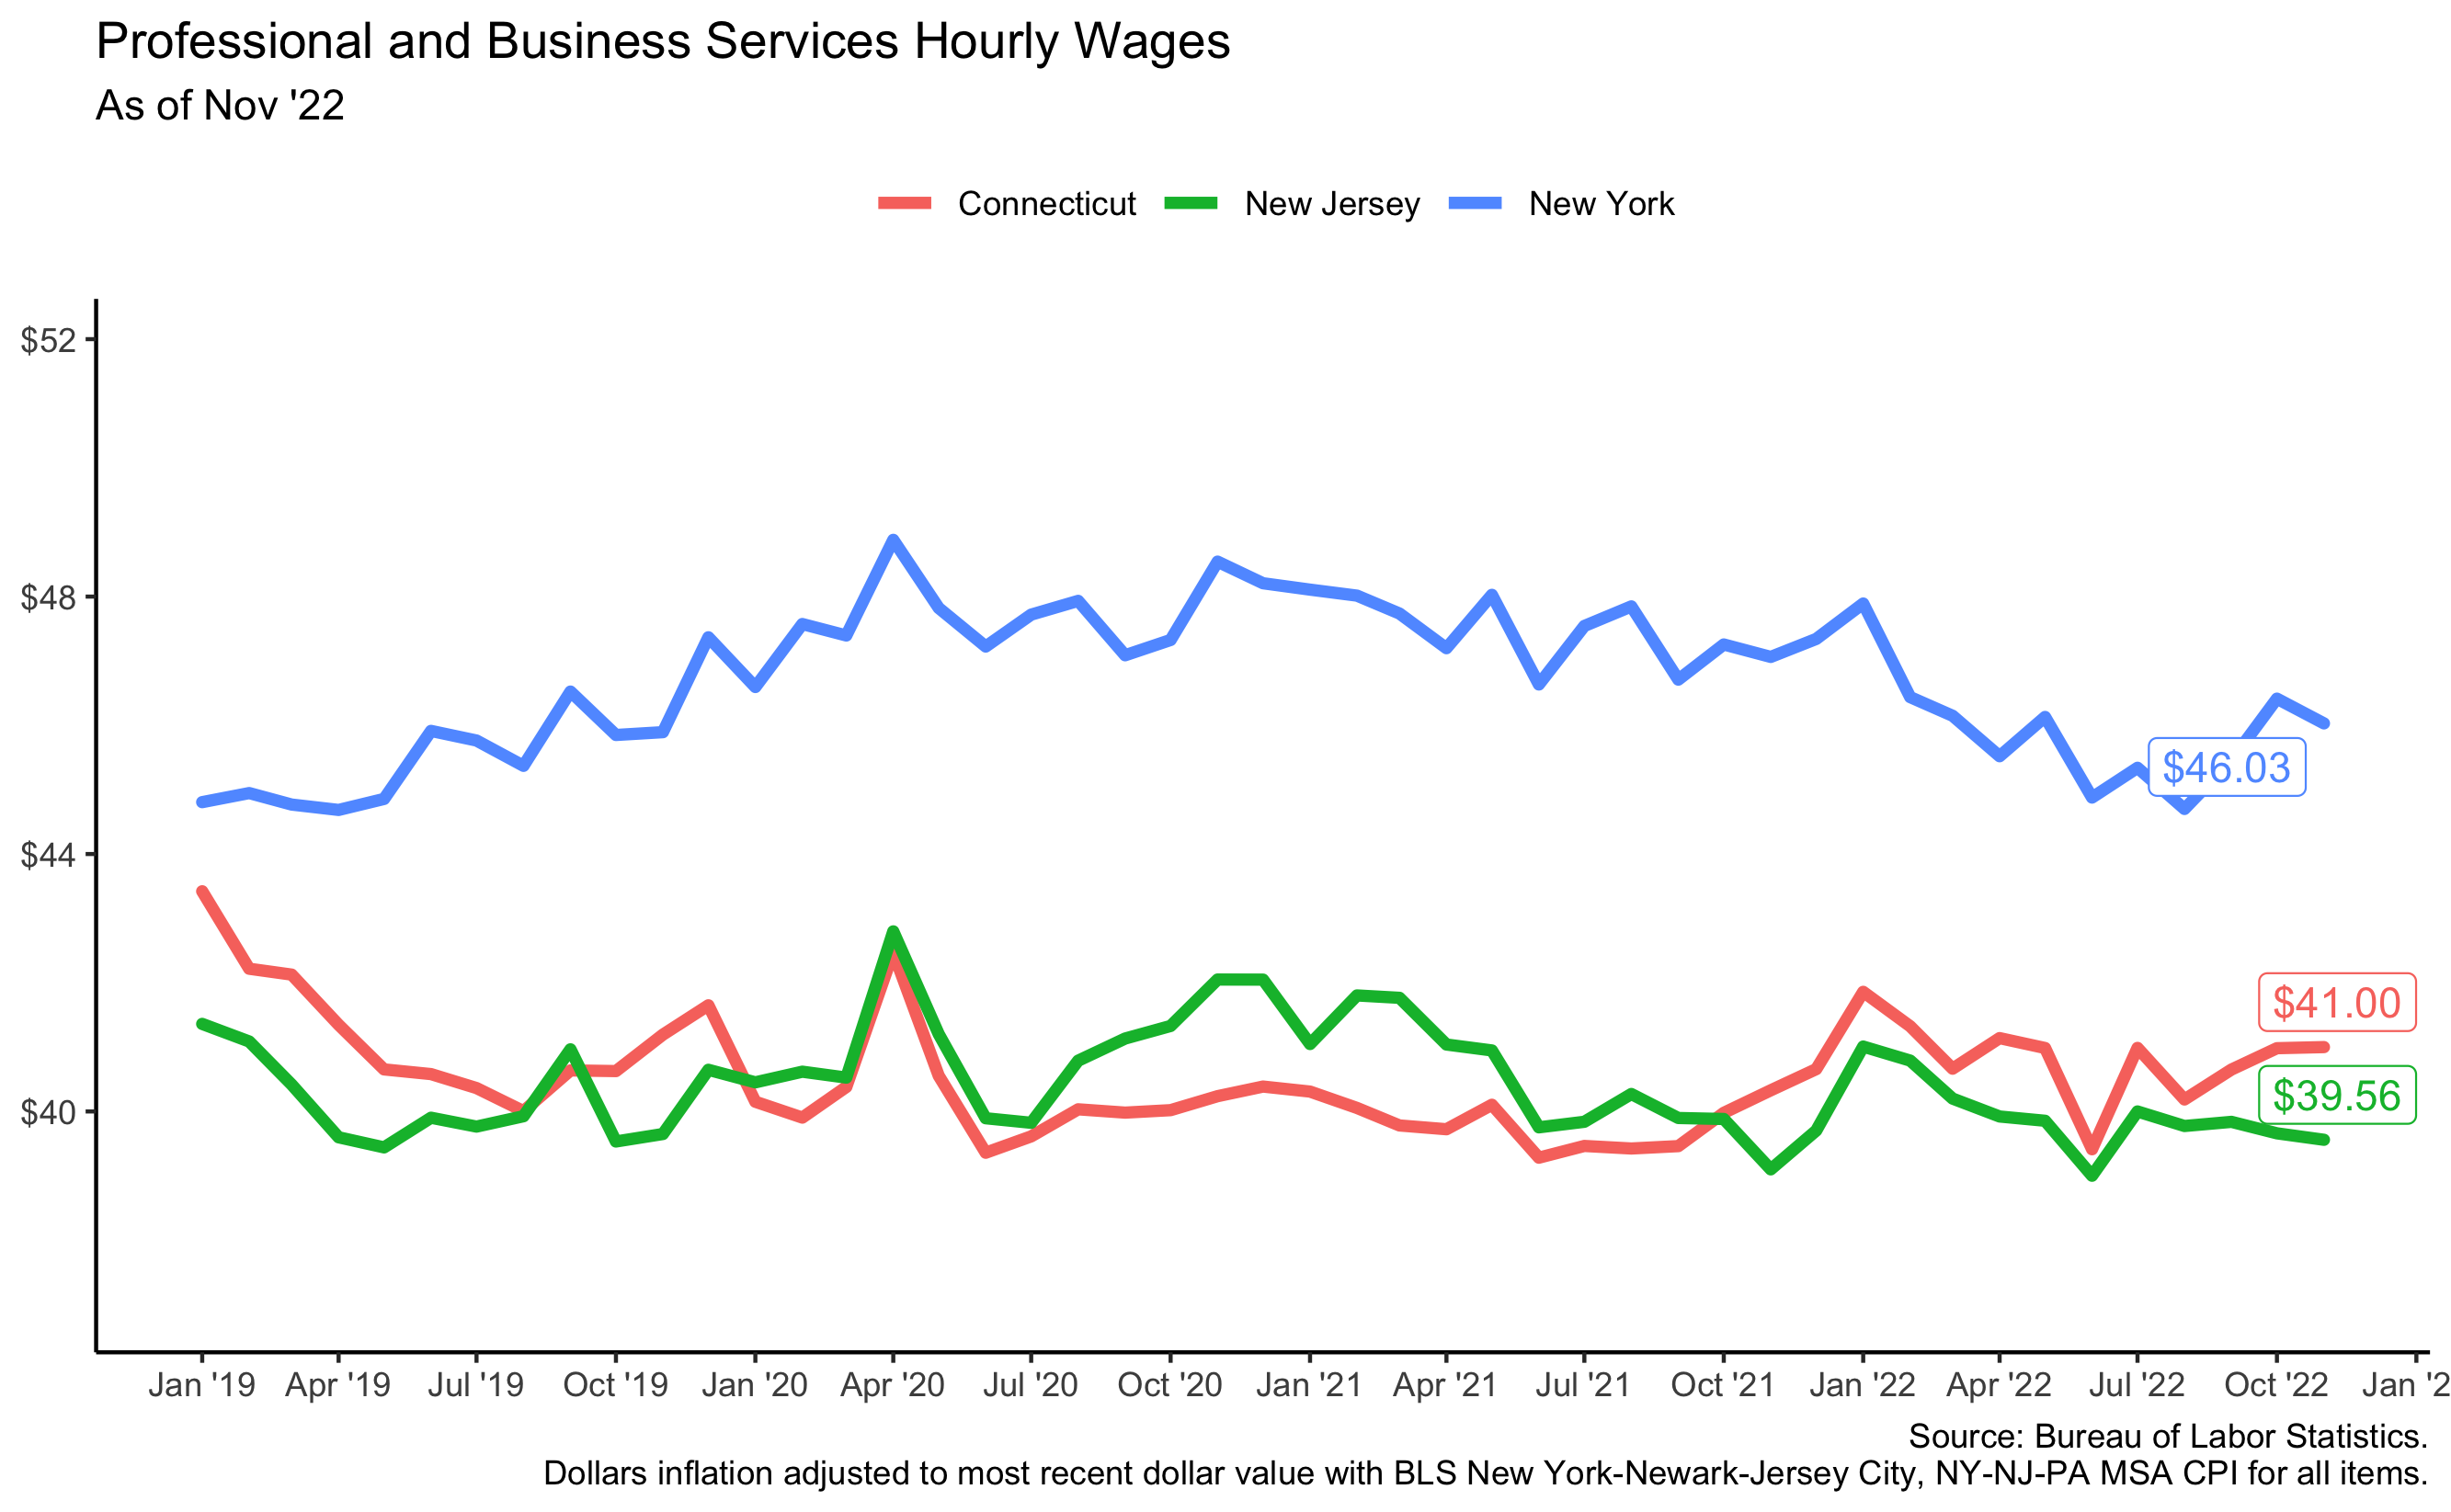 Professional and Business Services Hourly Wages
As of Nov '22
Connecticut New Jersey New York
$52
$48
$44
$40
$46.03
$41.00
$39.56
Jan '19 Apr '19 Jul '19 Oct '19 Jan '20 Apr '20 Jul '20 Oct '20 Jan '21 Apr '21 Jul '21 Oct '21 Jan '22 Apr '22 Jul '22 Oct '22 Jan '2
Source: Bureau of Labor Statistics.
Dollars inflation adjusted to most recent dollar value with BLS New York-Newark-Jersey City, NY-NJ-PA MSA CPI for all items.